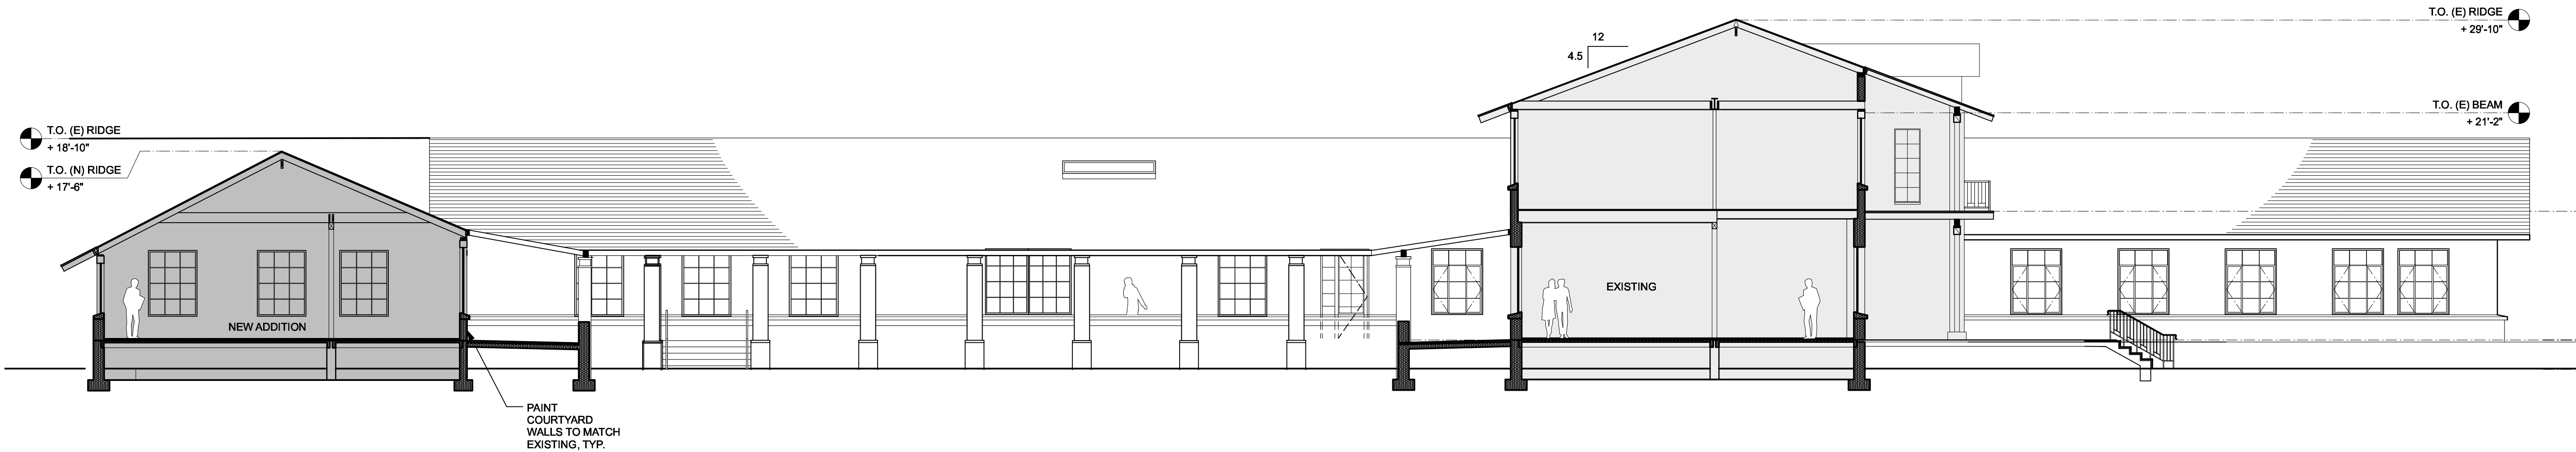 T.O. (E) RIDGE
+ 29'-10"
12
4.5
T.O. (E) BEAM
+ 21'-2"
T.O. (E) RIDGE
+ 18'-10"
T.O. (N) RIDGE
+ 17'-6"
EXISTING
NEW ADDITION
PAINT
COURTYARD
WALLS TO MATCH
EXISTING, TYP.